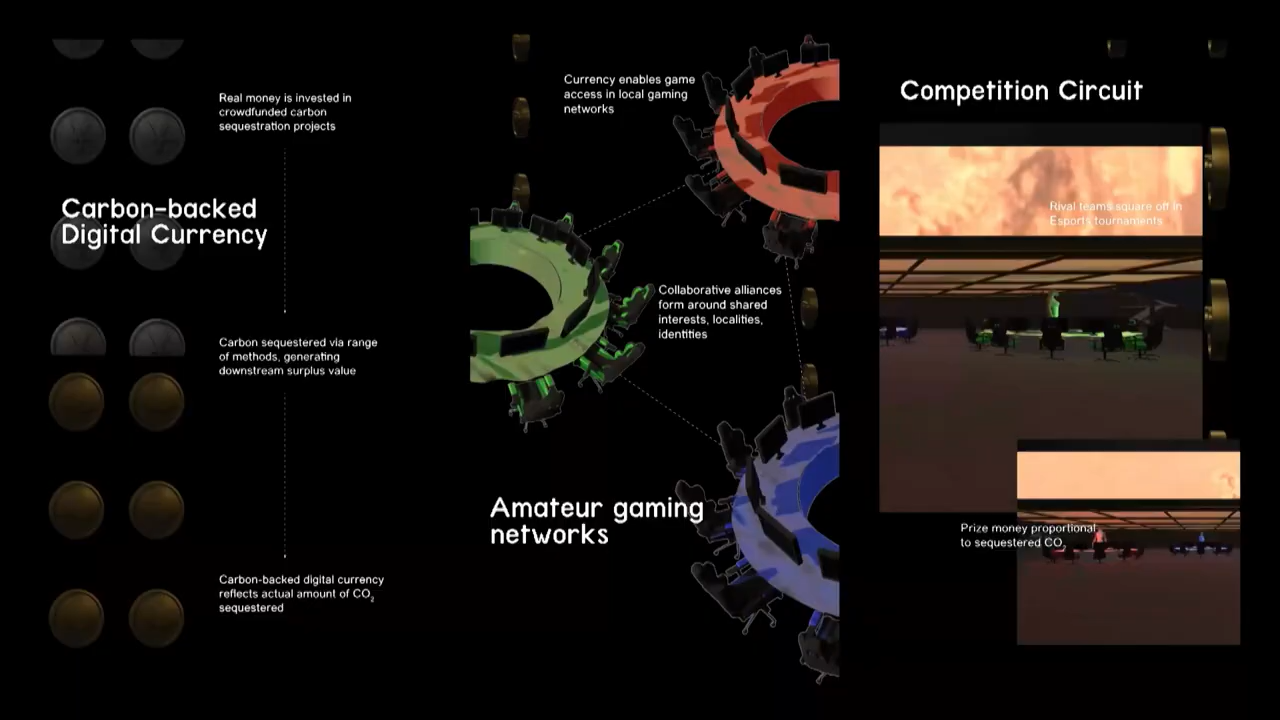 Real money is invested in
crowdfunded carbon
sequestration projects
Carbon-backed
Digital Currency
Carbon sequestered via range
of methods, generating
downstream surplus value
Carbon-backed digital currency
reflects actual amount of CO₂
sequestered
Currency enables game
access in local gaming
networks
Collaborative alliances
form around shared
interests, localities,
identities
Amateur gaming
networks
Competition Circuit
Rival teams square off in
Esports tournaments
Prize money proportional
to sequestered CO₂